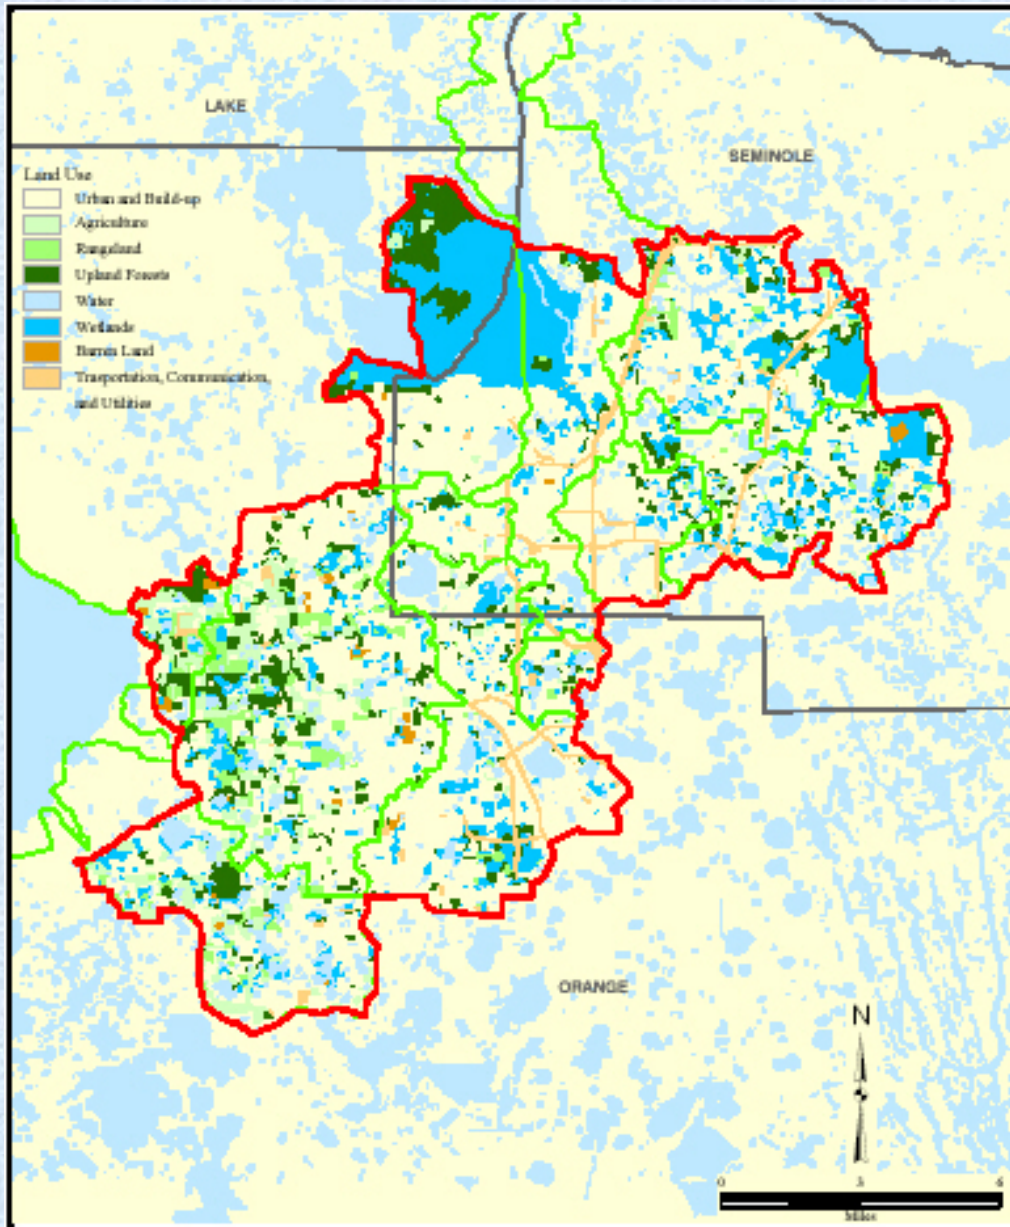 LAKE
SEMINOLE
Land Use
Urban and Build-up
Agriculture
Rangeland
Upland Forests
Water
Wetlands
Barren Land
Trasportation, Communication,
and Utilities
ORANGE
N
0 3 6
Miles